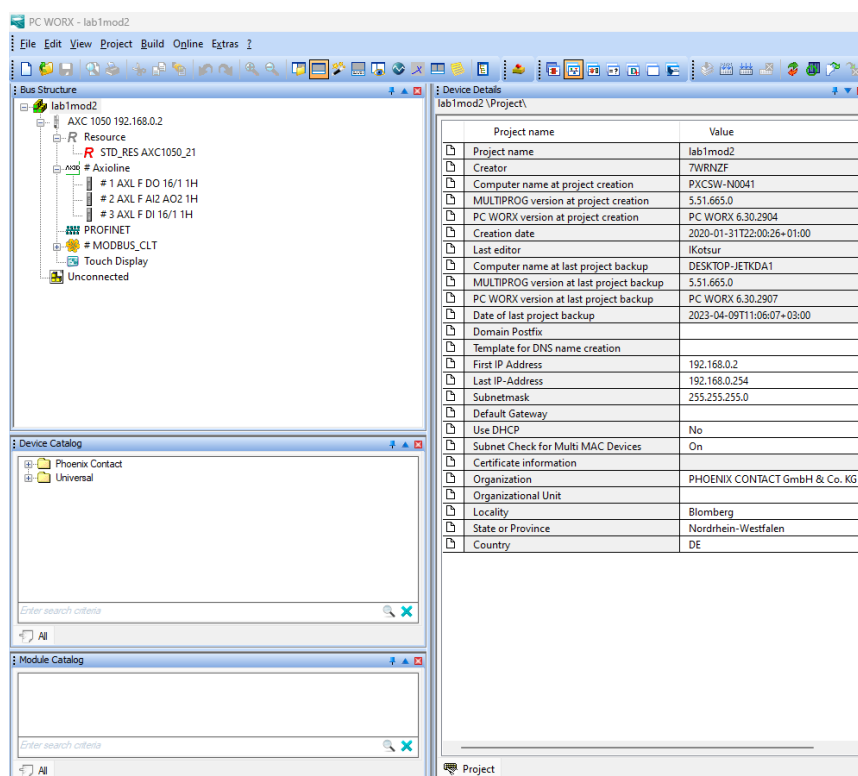 PC WORX - lab1mod2
File Edit View Project Build Online Extras ?
Bus Structure
lab1mod2
AXC 1050 192.168.0.2
Resource
STD_RES AXC1050_21
# Axioline
# 1 AXL F DO 16/1 1H
# 2 AXL F AI2 AO2 1H
# 3 AXL F DI 16/1 1H
PROFINET
# MODBUS_CLT
Touch Display
Unconnected
Device Catalog
Phoenix Contact
Universal
Enter search criteria
All
Module Catalog
Enter search criteria
All
Device Details
lab1mod2 \Project\
Project name Value
Project name lab1mod2
Creator 7WRNZF
Computer name at project creation PXCSW-N0041
MULTIPROG version at project creation 5.51.665.0
PC WORX version at project creation PC WORX 6.30.2904
Creation date 2020-01-31T22:00:26+01:00
Last editor IKotsur
Computer name at last project backup DESKTOP-JETKDA1
MULTIPROG version at last project backup 5.51.665.0
PC WORX version at last project backup PC WORX 6.30.2907
Date of last project backup 2023-04-09T11:06:07+03:00
Domain Postfix
Template for DNS name creation
First IP Address 192.168.0.2
Last IP-Address 192.168.0.254
Subnetmask 255.255.255.0
Default Gateway
Use DHCP No
Subnet Check for Multi MAC Devices On
Certificate information
Organization PHOENIX CONTACT GmbH & Co. KG
Organizational Unit
Locality Blomberg
State or Province Nordrhein-Westfalen
Country DE
Project